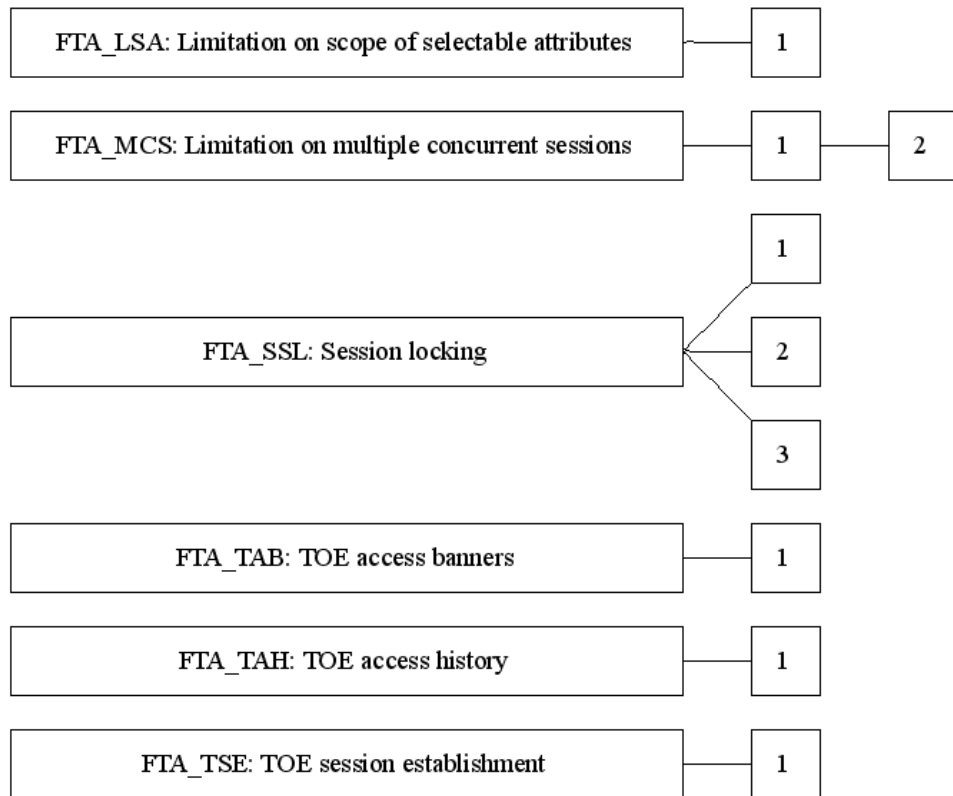 FTA_LSA: Limitation on scope of selectable attributes 1
FTA_MCS: Limitation on multiple concurrent sessions 1 2
1
FTA_SSL: Session locking 2
3
FTA_TAB: TOE access banners 1
FTA_TAH: TOE access history 1
FTA_TSE: TOE session establishment 1